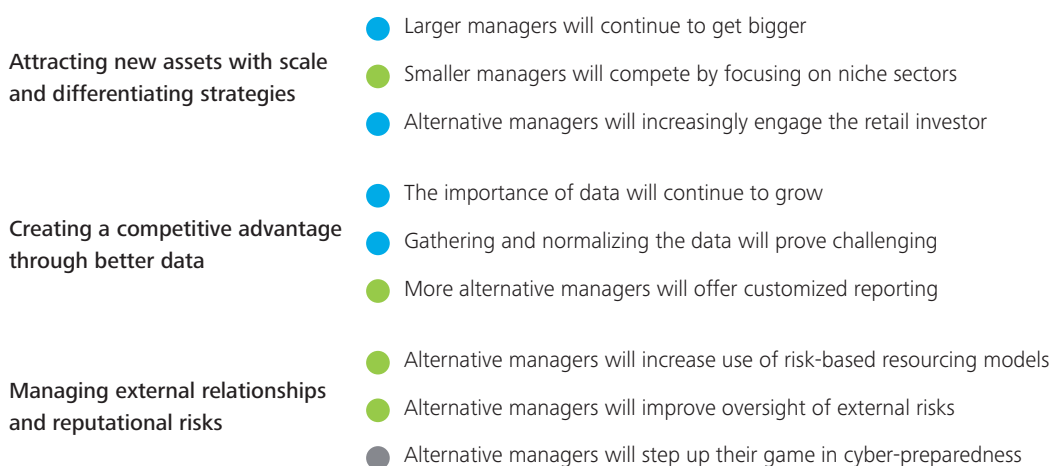 Attracting new assets with scale
and differentiating strategies
Larger managers will continue to get bigger
Smaller managers will compete by focusing on niche sectors
Alternative managers will increasingly engage the retail investor
Creating a competitive advantage
through better data
The importance of data will continue to grow
Gathering and normalizing the data will prove challenging
More alternative managers will offer customized reporting
Managing external relationships
and reputational risks
Alternative managers will increase use of risk-based resourcing models
Alternative managers will improve oversight of external risks
Alternative managers will step up their game in cyber-preparedness